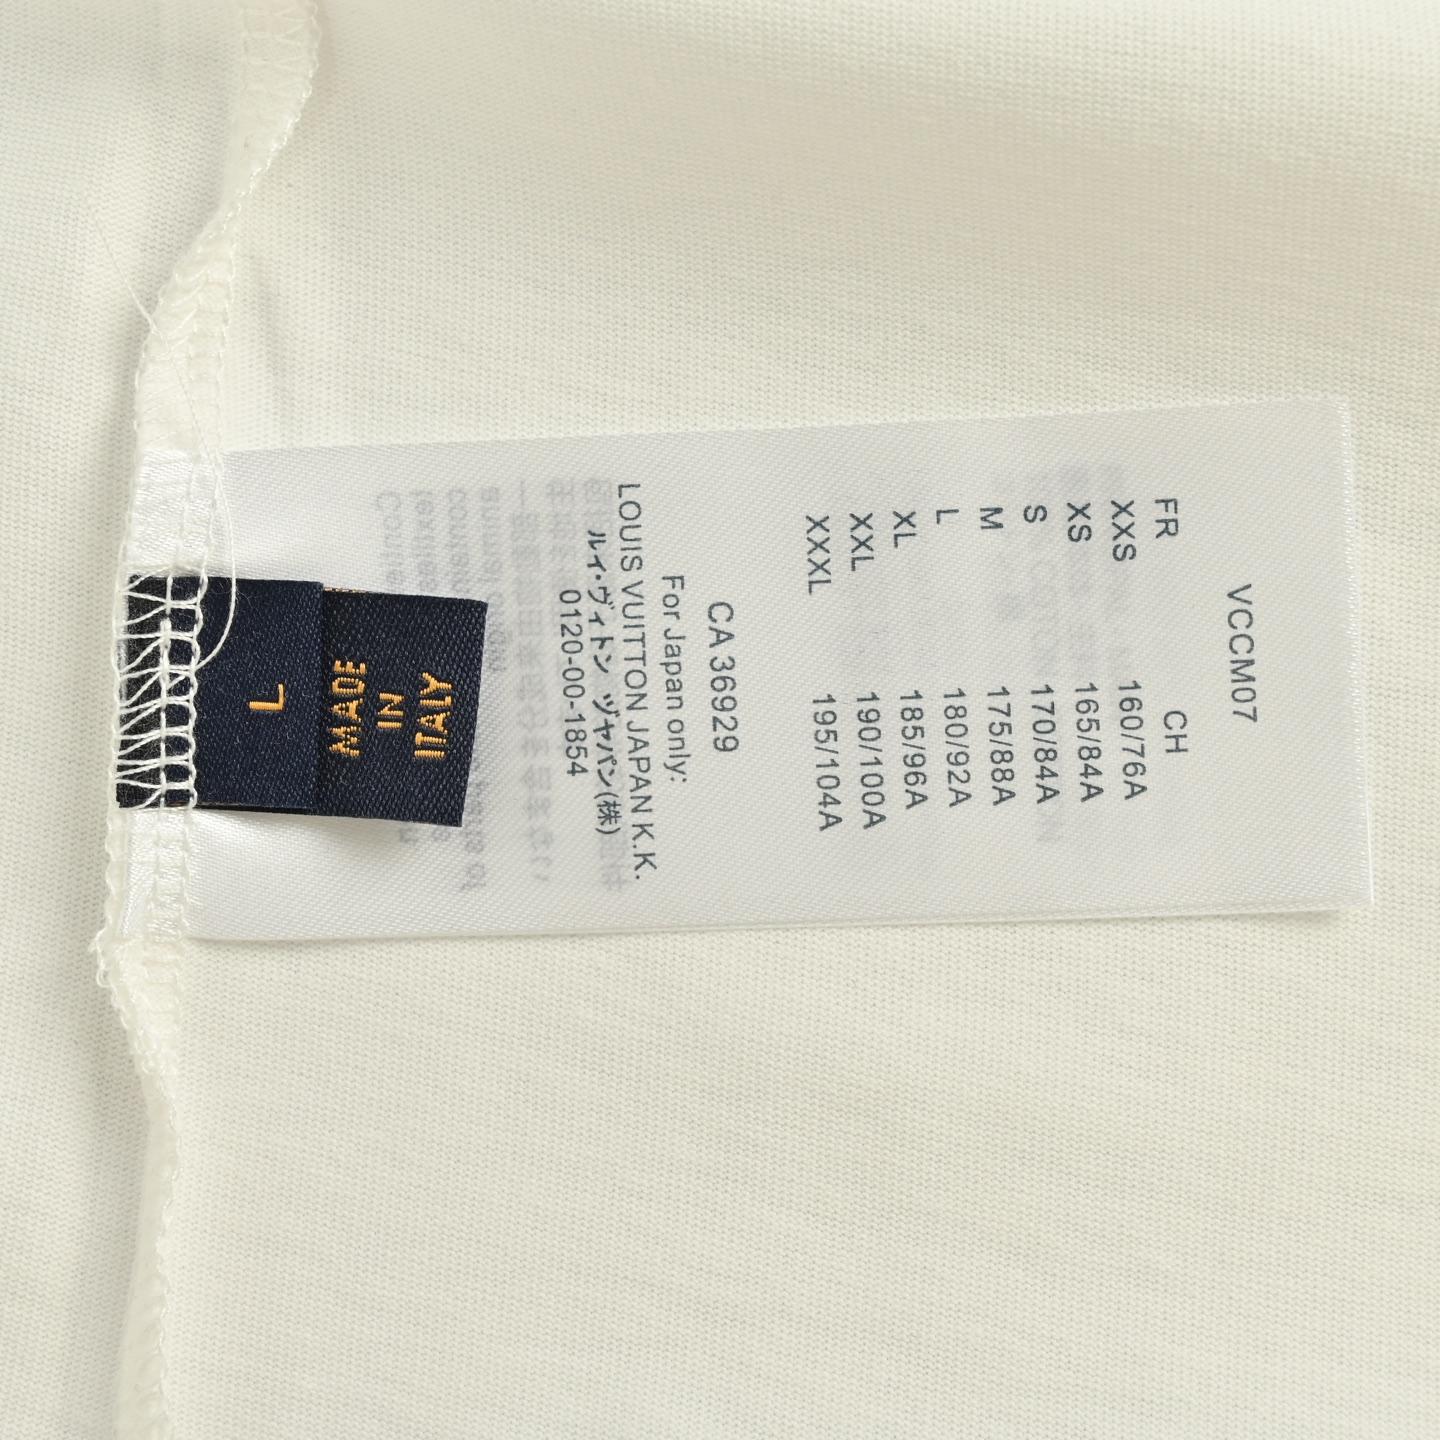 VCCM07
FR CH
XXS 160/76A
XS 165/84A
S 170/84A
M 175/88A
L 180/92A
XL 185/96A
XXL 190/100A
XXXL 195/104A
CA 36929
For Japan only:
LOUIS VUITTON JAPAN K.K.
ルイ・ヴィトン ジャパン(株)
0120-00-1854
L
MADE
IN
ITALY